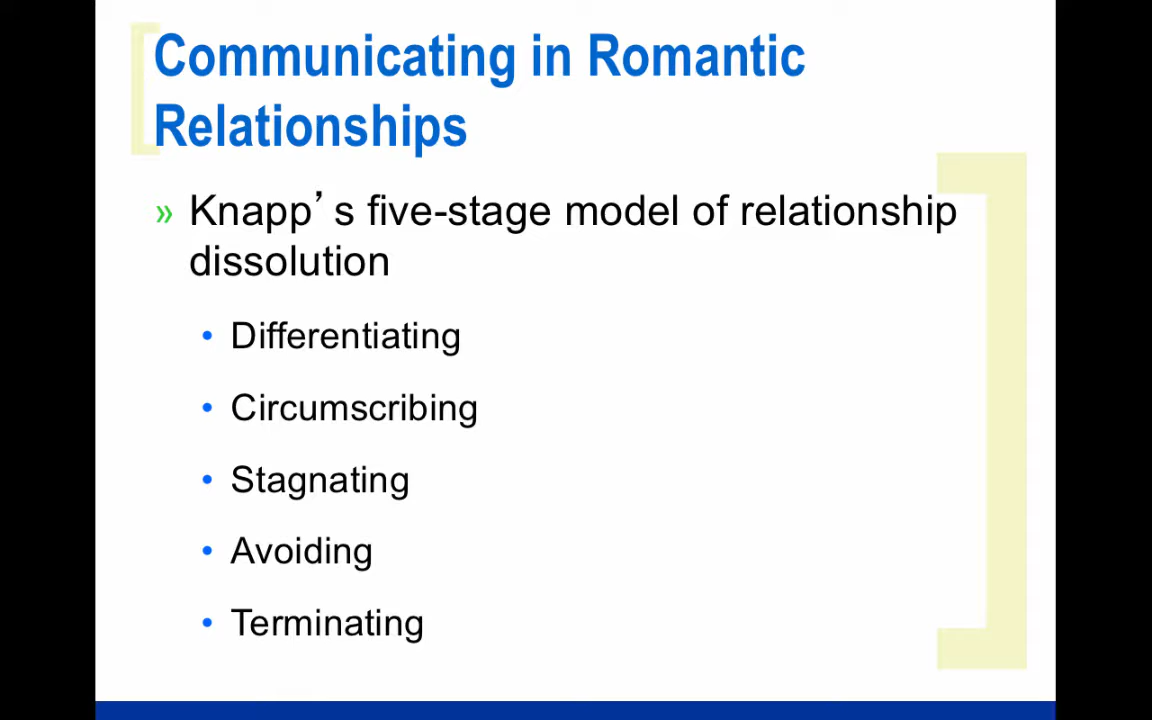 Communicating in Romantic
Relationships
» Knapp’s five-stage model of relationship
dissolution
• Differentiating
• Circumscribing
• Stagnating
• Avoiding
• Terminating